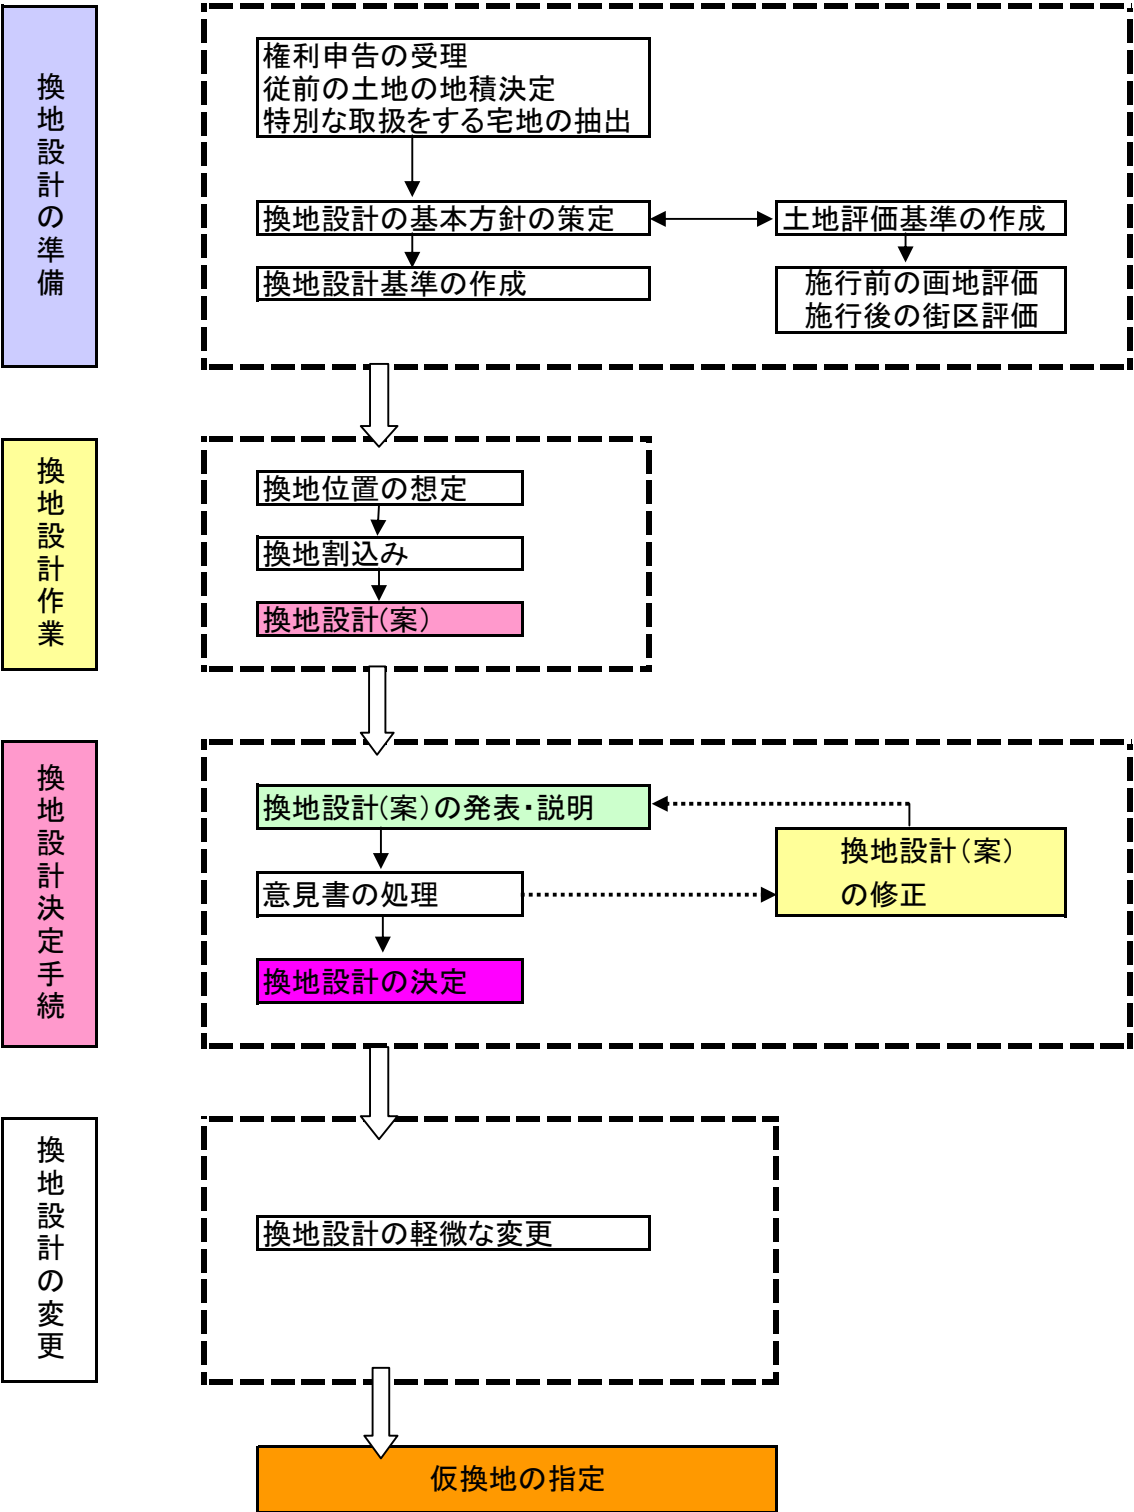 換地設計の準備
権利申告の受理
従前の土地の地積決定
特別な取扱をする宅地の抽出
換地設計の基本方針の策定
土地評価基準の作成
換地設計基準の作成
施行前の画地評価
施行後の街区評価
換地設計作業
換地位置の想定
換地割込み
換地設計(案)
換地設計決定手続
換地設計(案)の発表・説明
換地設計(案)
の修正
意見書の処理
換地設計の決定
換地設計の変更
換地設計の軽微な変更
仮換地の指定